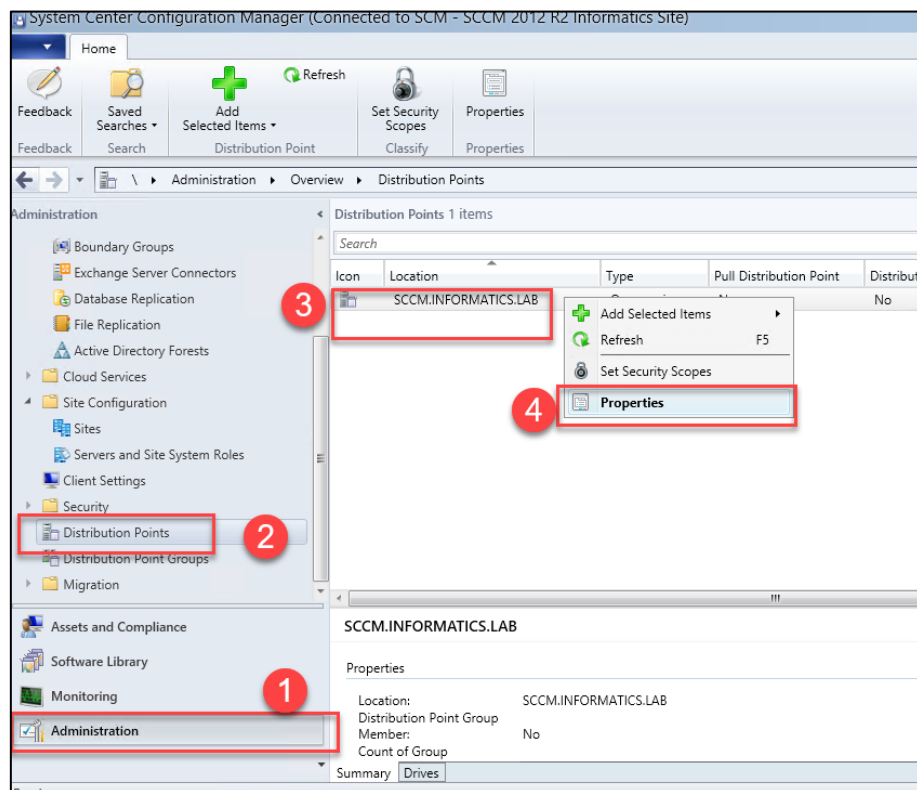 System Center Configuration Manager (Connected to SCM - SCCM 2012 R2 Informatics Site)
Home
Feedback
Saved Searches
Add Selected Items
Refresh
Set Security Scopes
Properties
Feedback
Search
Distribution Point
Classify
Properties
\ Administration Overview Distribution Points
Administration
Boundary Groups
Exchange Server Connectors
Database Replication
File Replication
Active Directory Forests
Cloud Services
Site Configuration
Sites
Servers and Site System Roles
Client Settings
Security
Distribution Points
2
Distribution Point Groups
Migration
Assets and Compliance
Software Library
Monitoring
1
Administration
Distribution Points 1 items
Search
Icon Location Type Pull Distribution Point Distribut
3
SCCM.INFORMATICS.LAB No
Add Selected Items
Refresh F5
Set Security Scopes
4
Properties
SCCM.INFORMATICS.LAB
Properties
Location: SCCM.INFORMATICS.LAB
Distribution Point Group
Member: No
Count of Group
Summary Drives